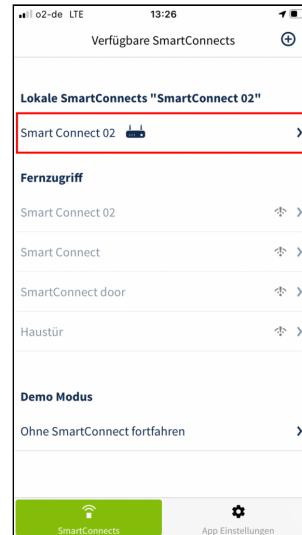 o2-de LTE 13:26
Verfügbare SmartConnects
Lokale SmartConnects "SmartConnect 02"
Smart Connect 02
Fernzugriff
Smart Connect 02
Smart Connect
SmartConnect door
Haustür
Demo Modus
Ohne SmartConnect fortfahren
SmartConnects App Einstellungen